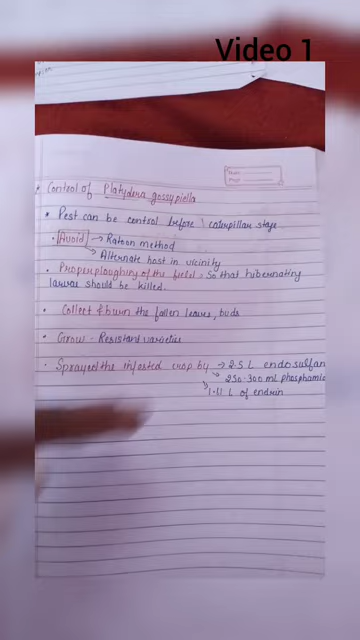 Video 1
Control of Platydera gossypiella
Pest can be control before caterpillar stage
Avoid → Ratoon method
Alternate host in vicinity
Proper ploughing of the field - So that hibernating
larvae should be killed.
Collect & burn the fallen leaves, buds
Grow - Resistant varieties
Sprayed the infested crop by → 2.5 L endosulfan
250-300 mL phosphamid
L of endrin